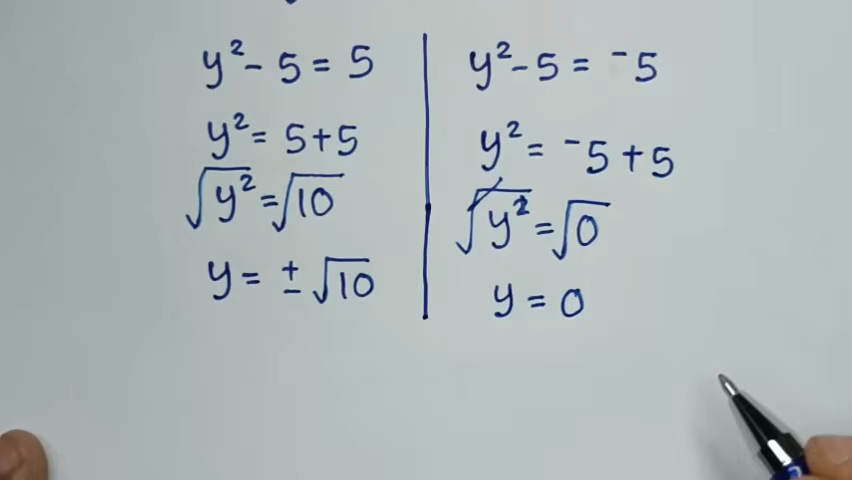 y² - 5 = 5
y² = 5 + 5
√y² = √10
y = ± √10
y² - 5 = ⁻5
y² = ⁻5 + 5
√y² = √0
y = 0